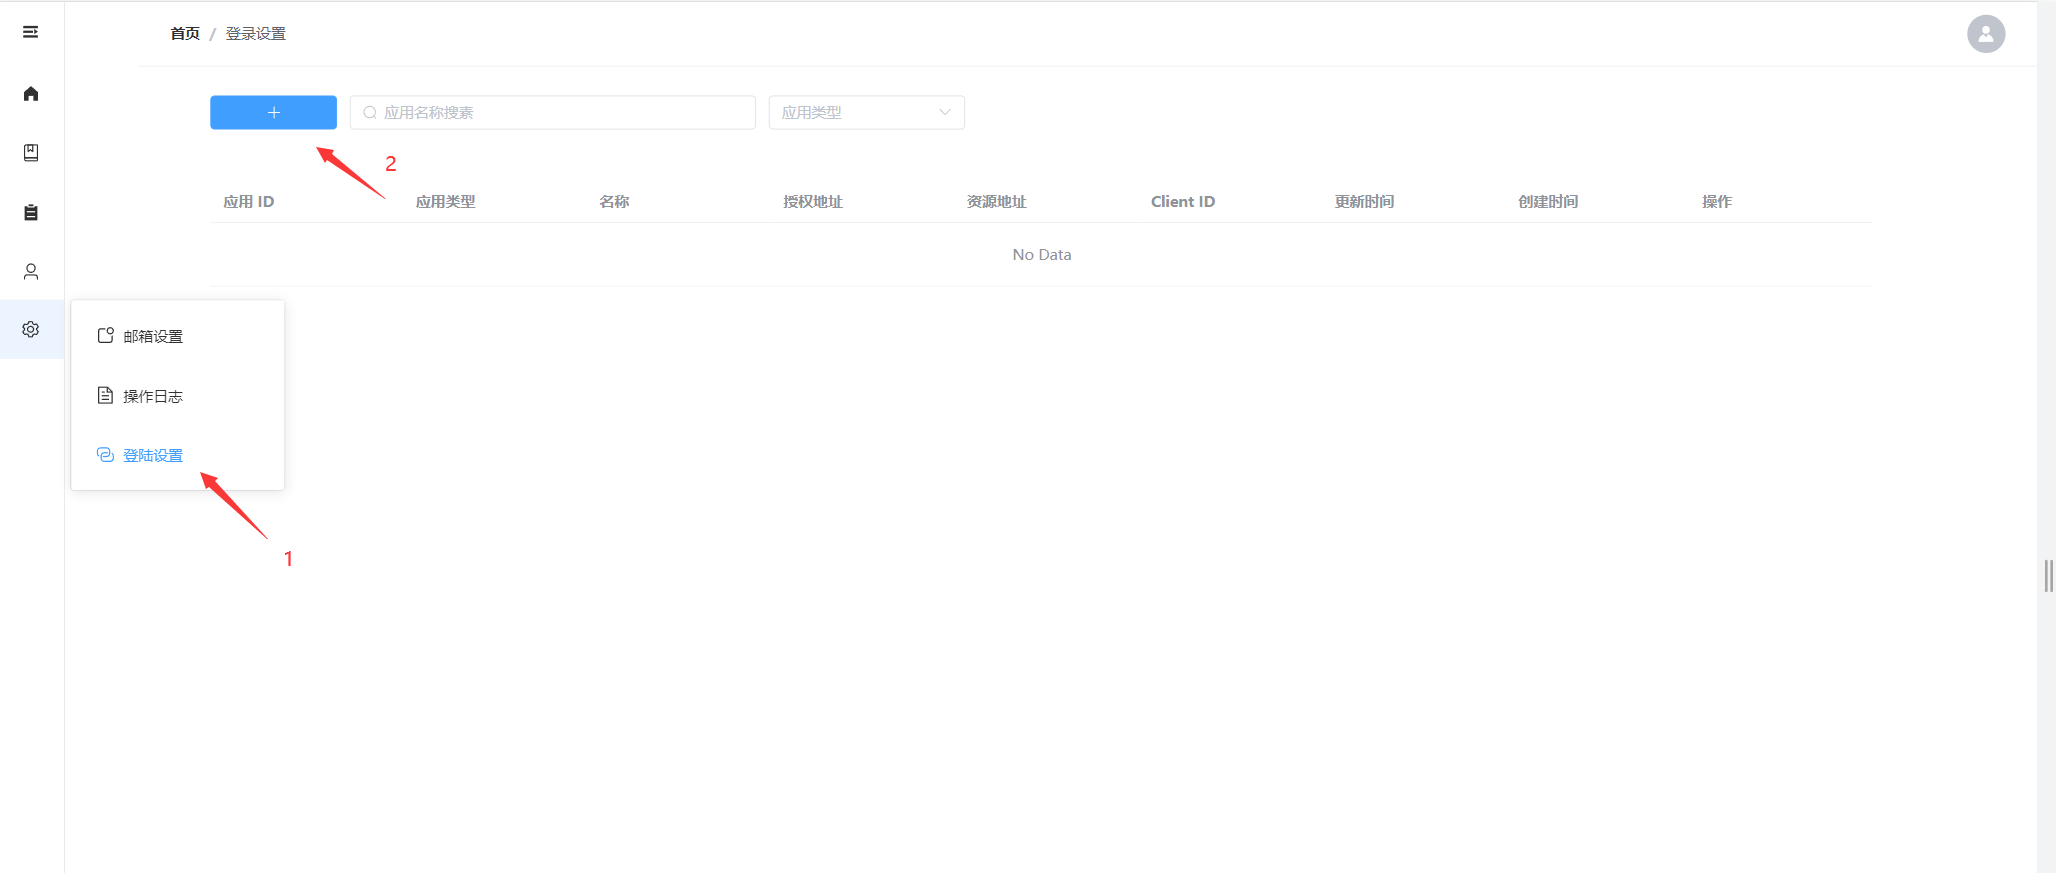 首页 / 登录设置
+
应用名称搜素
应用类型
2
应用 ID 应用类型 名称 授权地址 资源地址 Client ID 更新时间 创建时间 操作
No Data
邮箱设置
操作日志
登陆设置
1